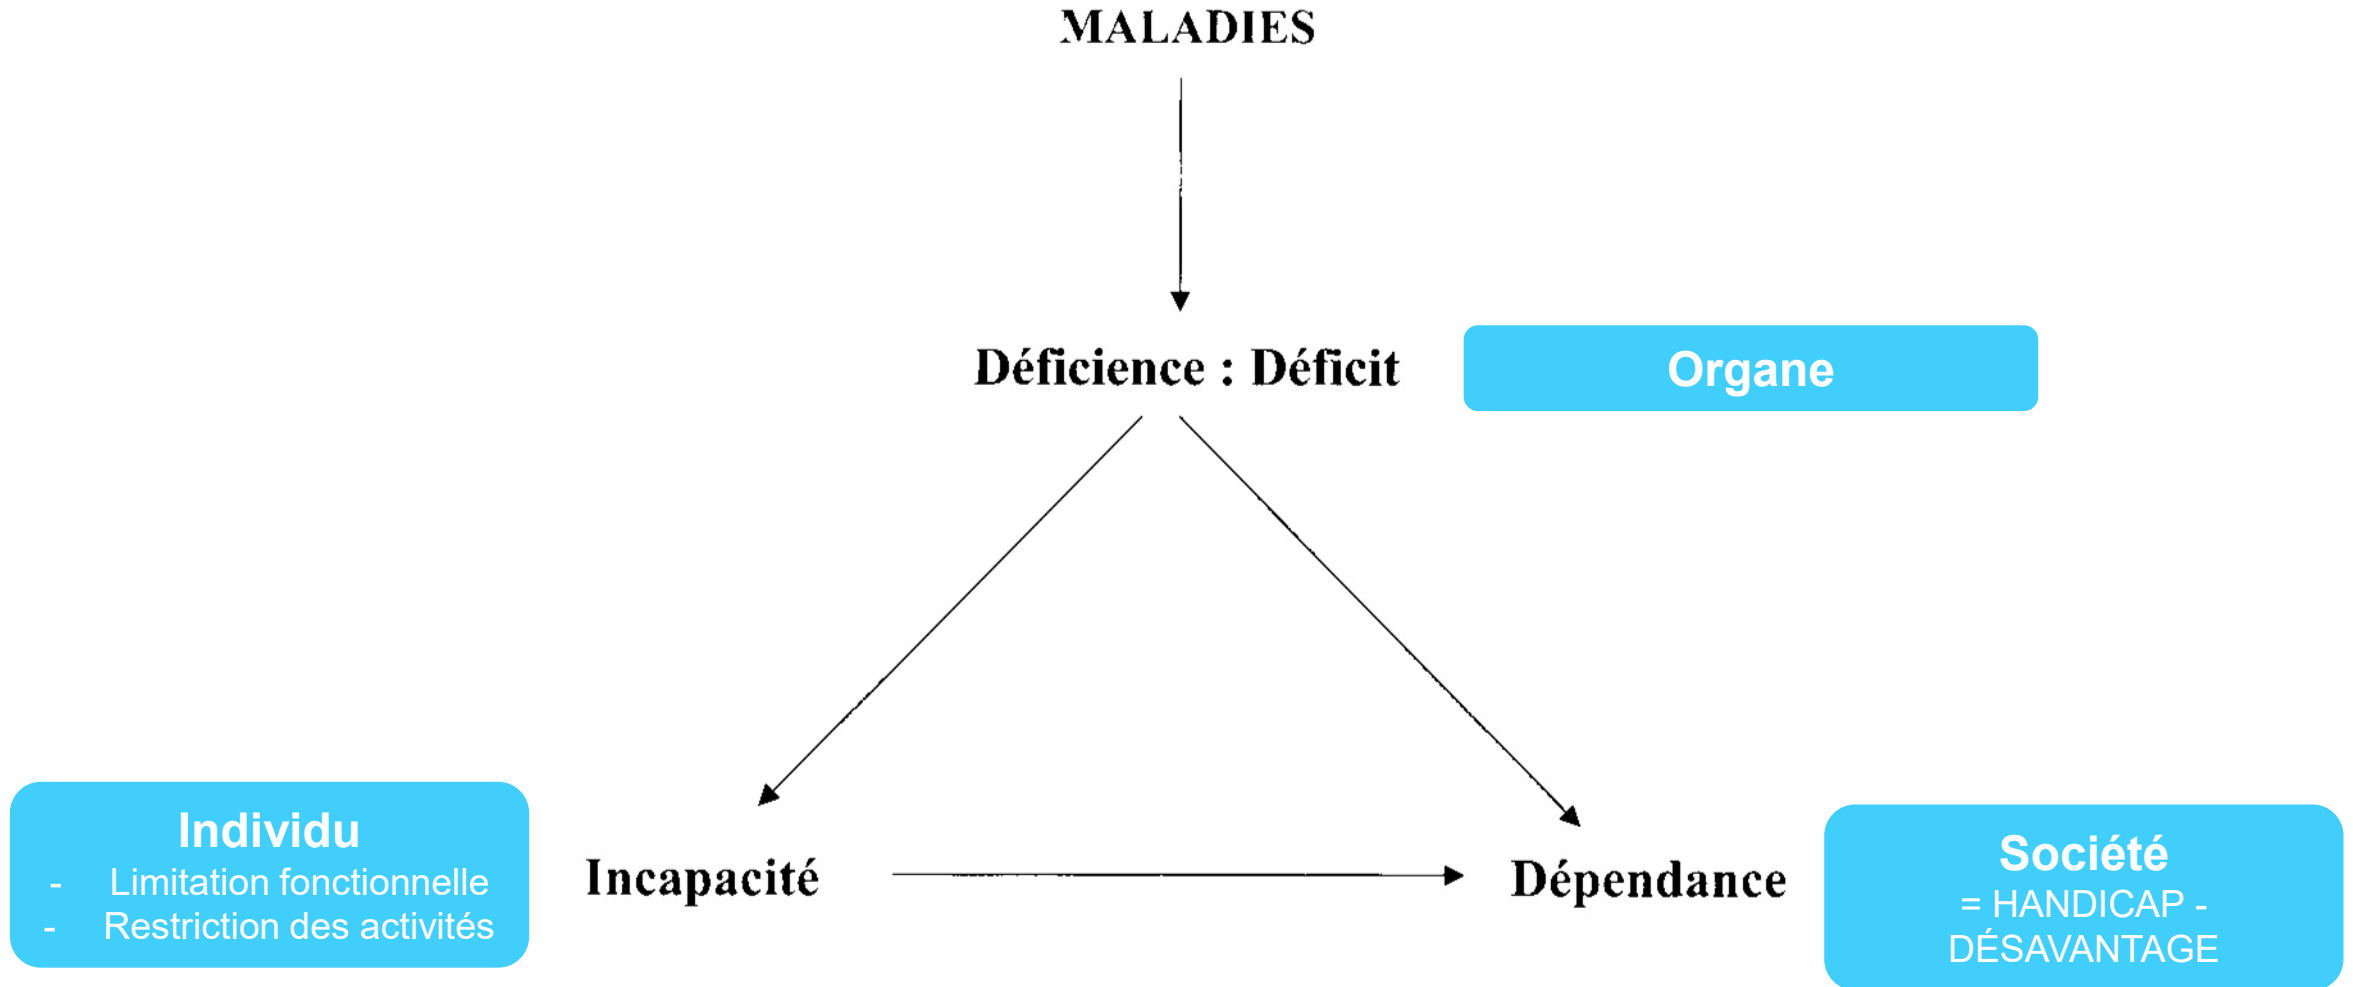 MALADIES
Déficience : Déficit
Organe
Individu
- Limitation fonctionnelle
- Restriction des activités
Incapacité
Dépendance
Société
= HANDICAP -
DÉSAVANTAGE